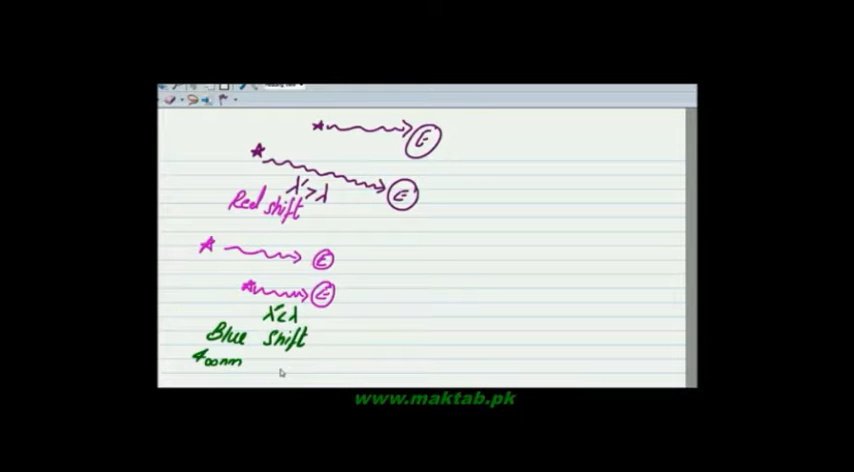 E
E
λ' > λ
Red shift
E
E
λ' < λ
Blue shift
400nm
www.maktab.pk